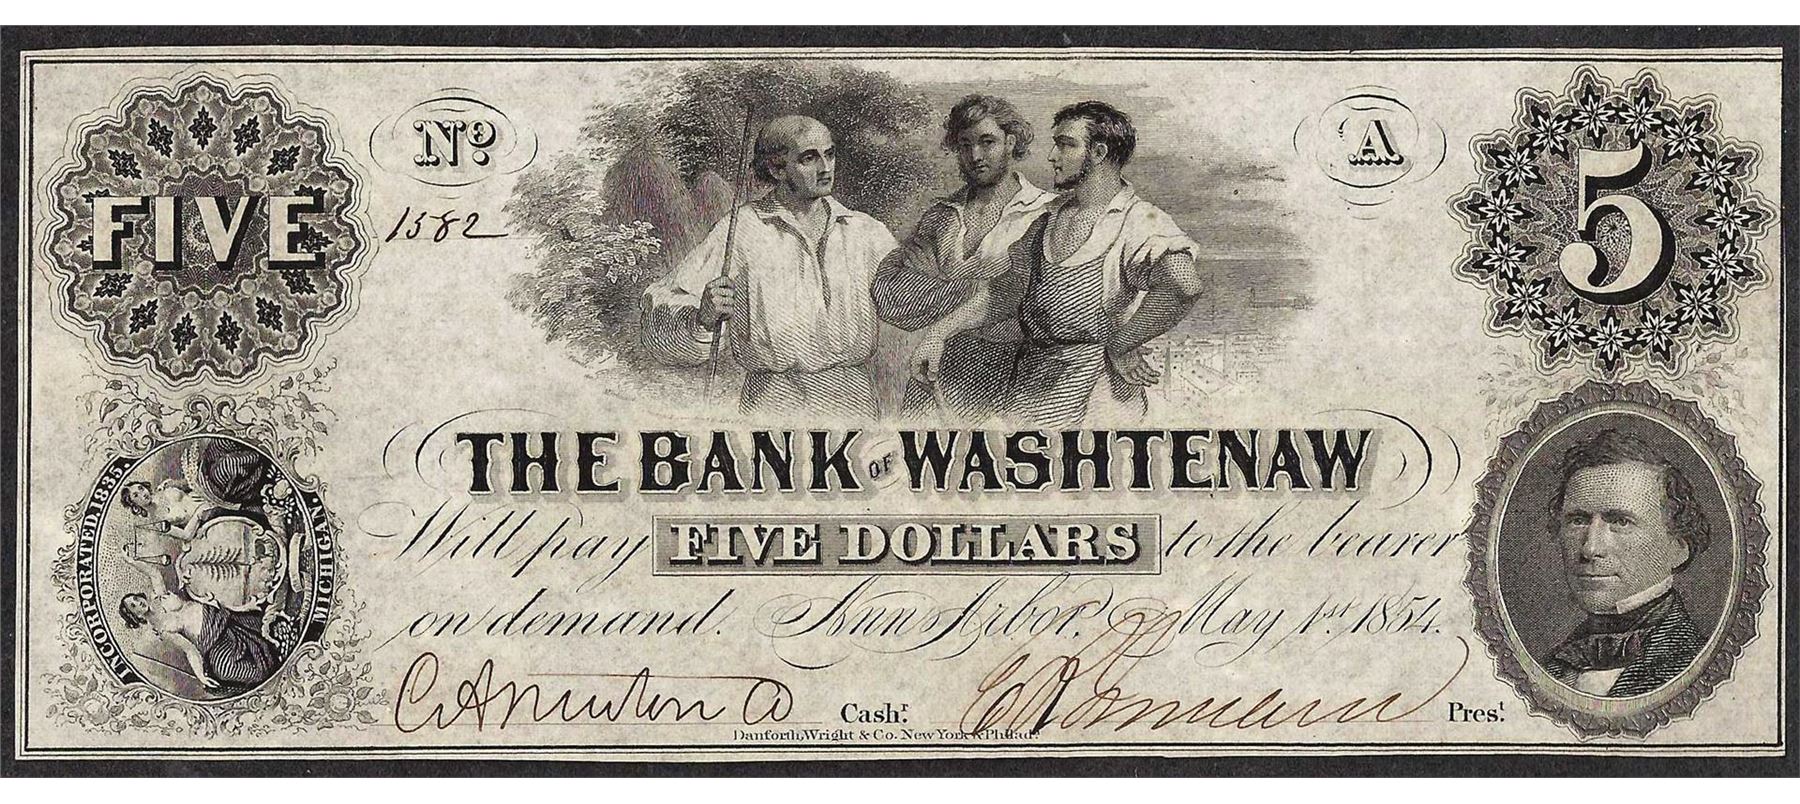 FIVE
No.
1582
A
5
THE BANK OF WASHTENAW
Will pay FIVE DOLLARS to the bearer
on demand. Ann Arbor, May 1st 1854.
INCORPORATED 1835.
MICHIGAN.
Cashr.
Prest.
Danforth, Wright & Co. New York & Philada.